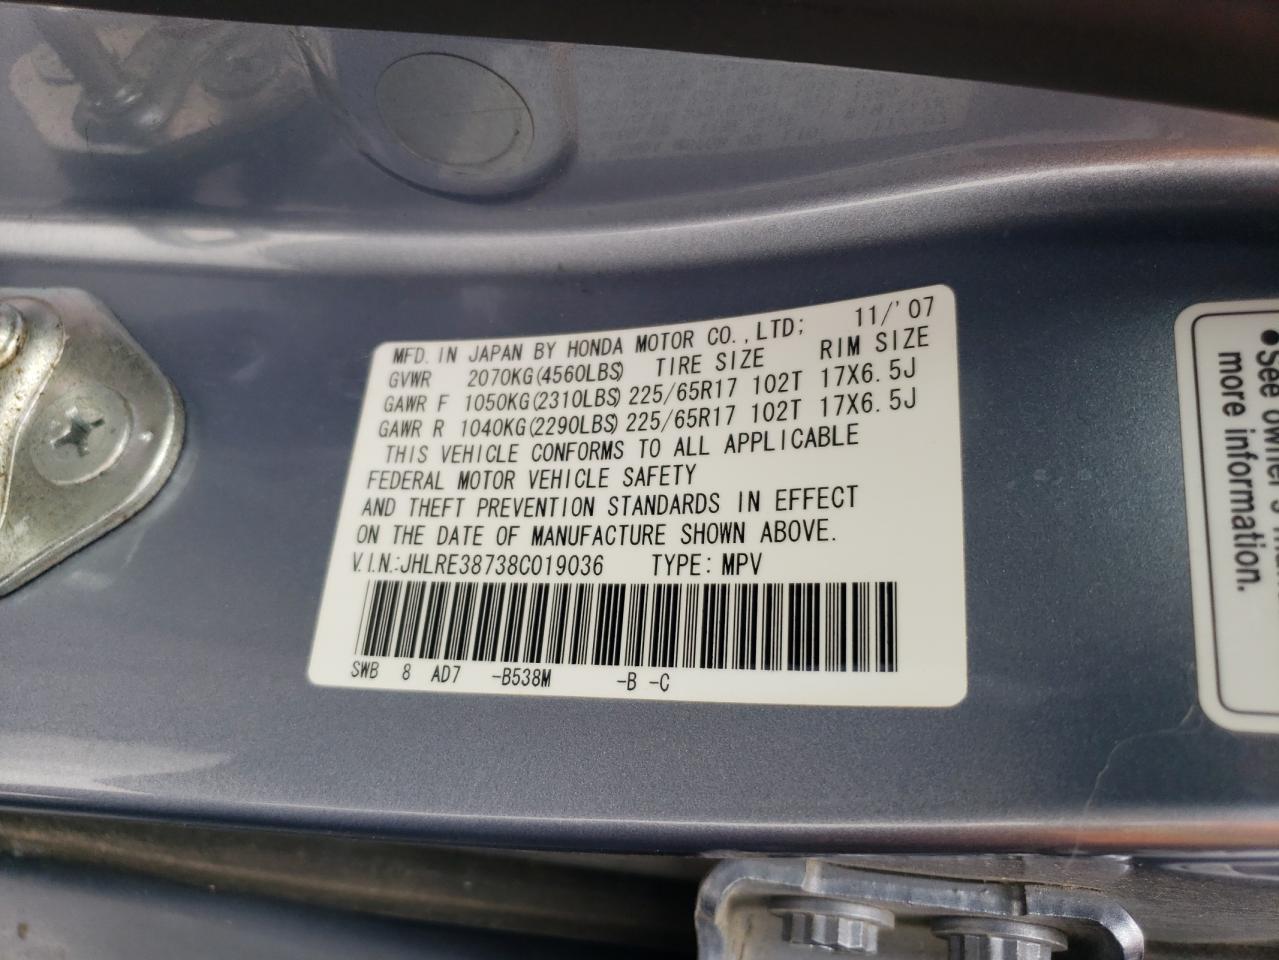 MFD. IN JAPAN BY HONDA MOTOR CO.,LTD; 11/'07
GVWR 2070KG(4560LBS) TIRE SIZE RIM SIZE
GAWR F 1050KG(2310LBS) 225/65R17 102T 17X6.5J
GAWR R 1040KG(2290LBS) 225/65R17 102T 17X6.5J
THIS VEHICLE CONFORMS TO ALL APPLICABLE
FEDERAL MOTOR VEHICLE SAFETY
AND THEFT PREVENTION STANDARDS IN EFFECT
ON THE DATE OF MANUFACTURE SHOWN ABOVE.
V.I.N.:JHLRE38738C019036 TYPE: MPV
SWB 8 AD7 -B538M -B -C
•See owner's
more information.